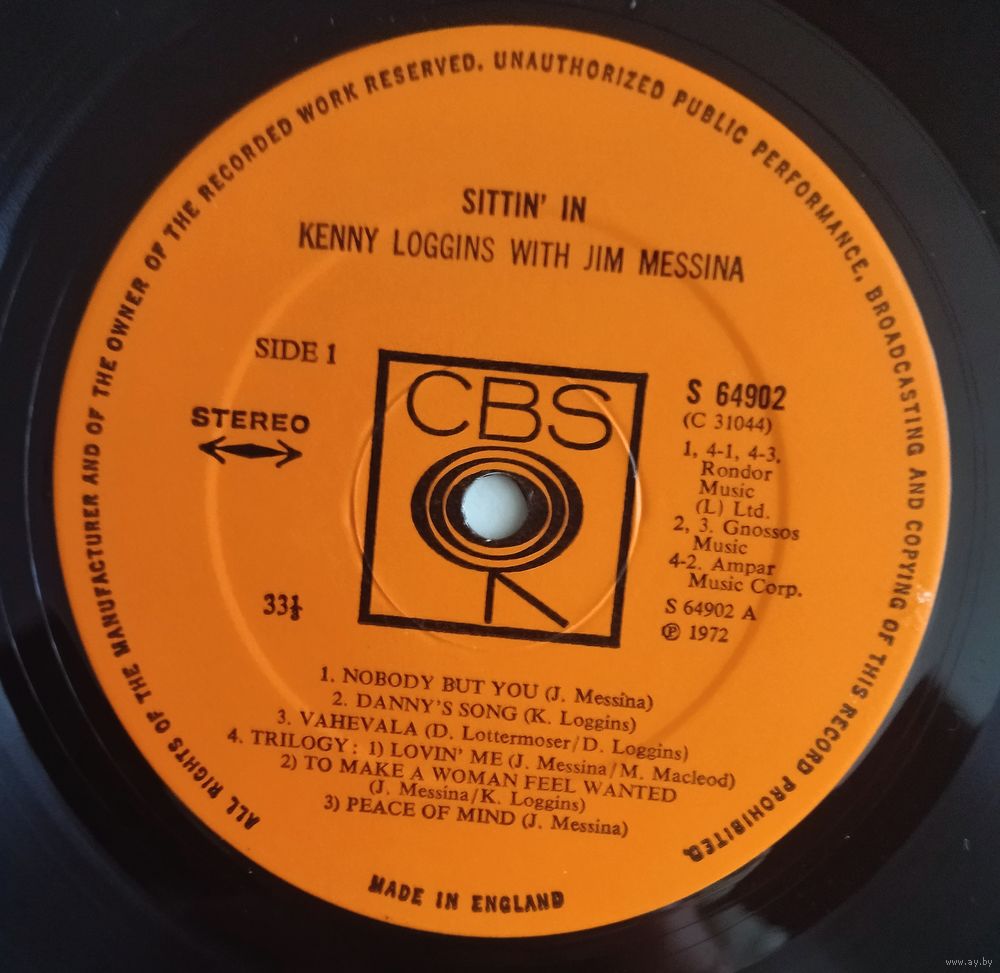 ALL RIGHTS OF THE MANUFACTURER AND OF THE OWNER OF THE RECORDED WORK RESERVED. UNAUTHORIZED PUBLIC PERFORMANCE, BROADCASTING AND COPYING OF THIS RECORD PROHIBITED.
SITTIN' IN
KENNY LOGGINS WITH JIM MESSINA
SIDE 1
STEREO
33⅓
CBS
S 64902
(C 31044)
1, 4-1, 4-3.
Rondor
Music
(L) Ltd.
2, 3. Gnossos
Music
4-2. Ampar
Music Corp.
S 64902 A
℗ 1972
1. NOBODY BUT YOU (J. Messina)
2. DANNY'S SONG (K. Loggins)
3. VAHEVALA (D. Lottermoser/D. Loggins)
4. TRILOGY: 1) LOVIN' ME (J. Messina/M. Macleod)
2) TO MAKE A WOMAN FEEL WANTED
(J. Messina/K. Loggins)
3) PEACE OF MIND (J. Messina)
MADE IN ENGLAND
www.ay.by